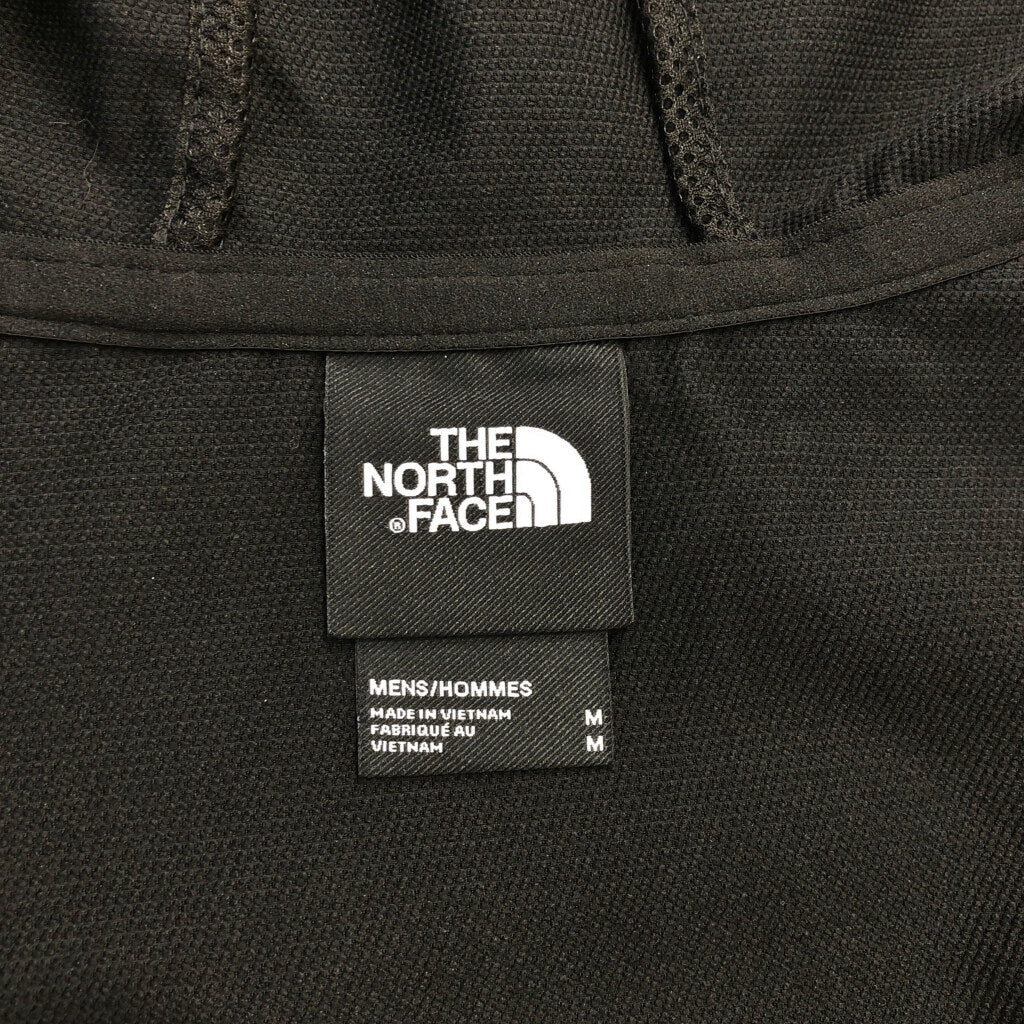 THE
NORTH
® FACE
MENS/HOMMES
MADE IN VIETNAM M
FABRIQUÉ AU
VIETNAM M